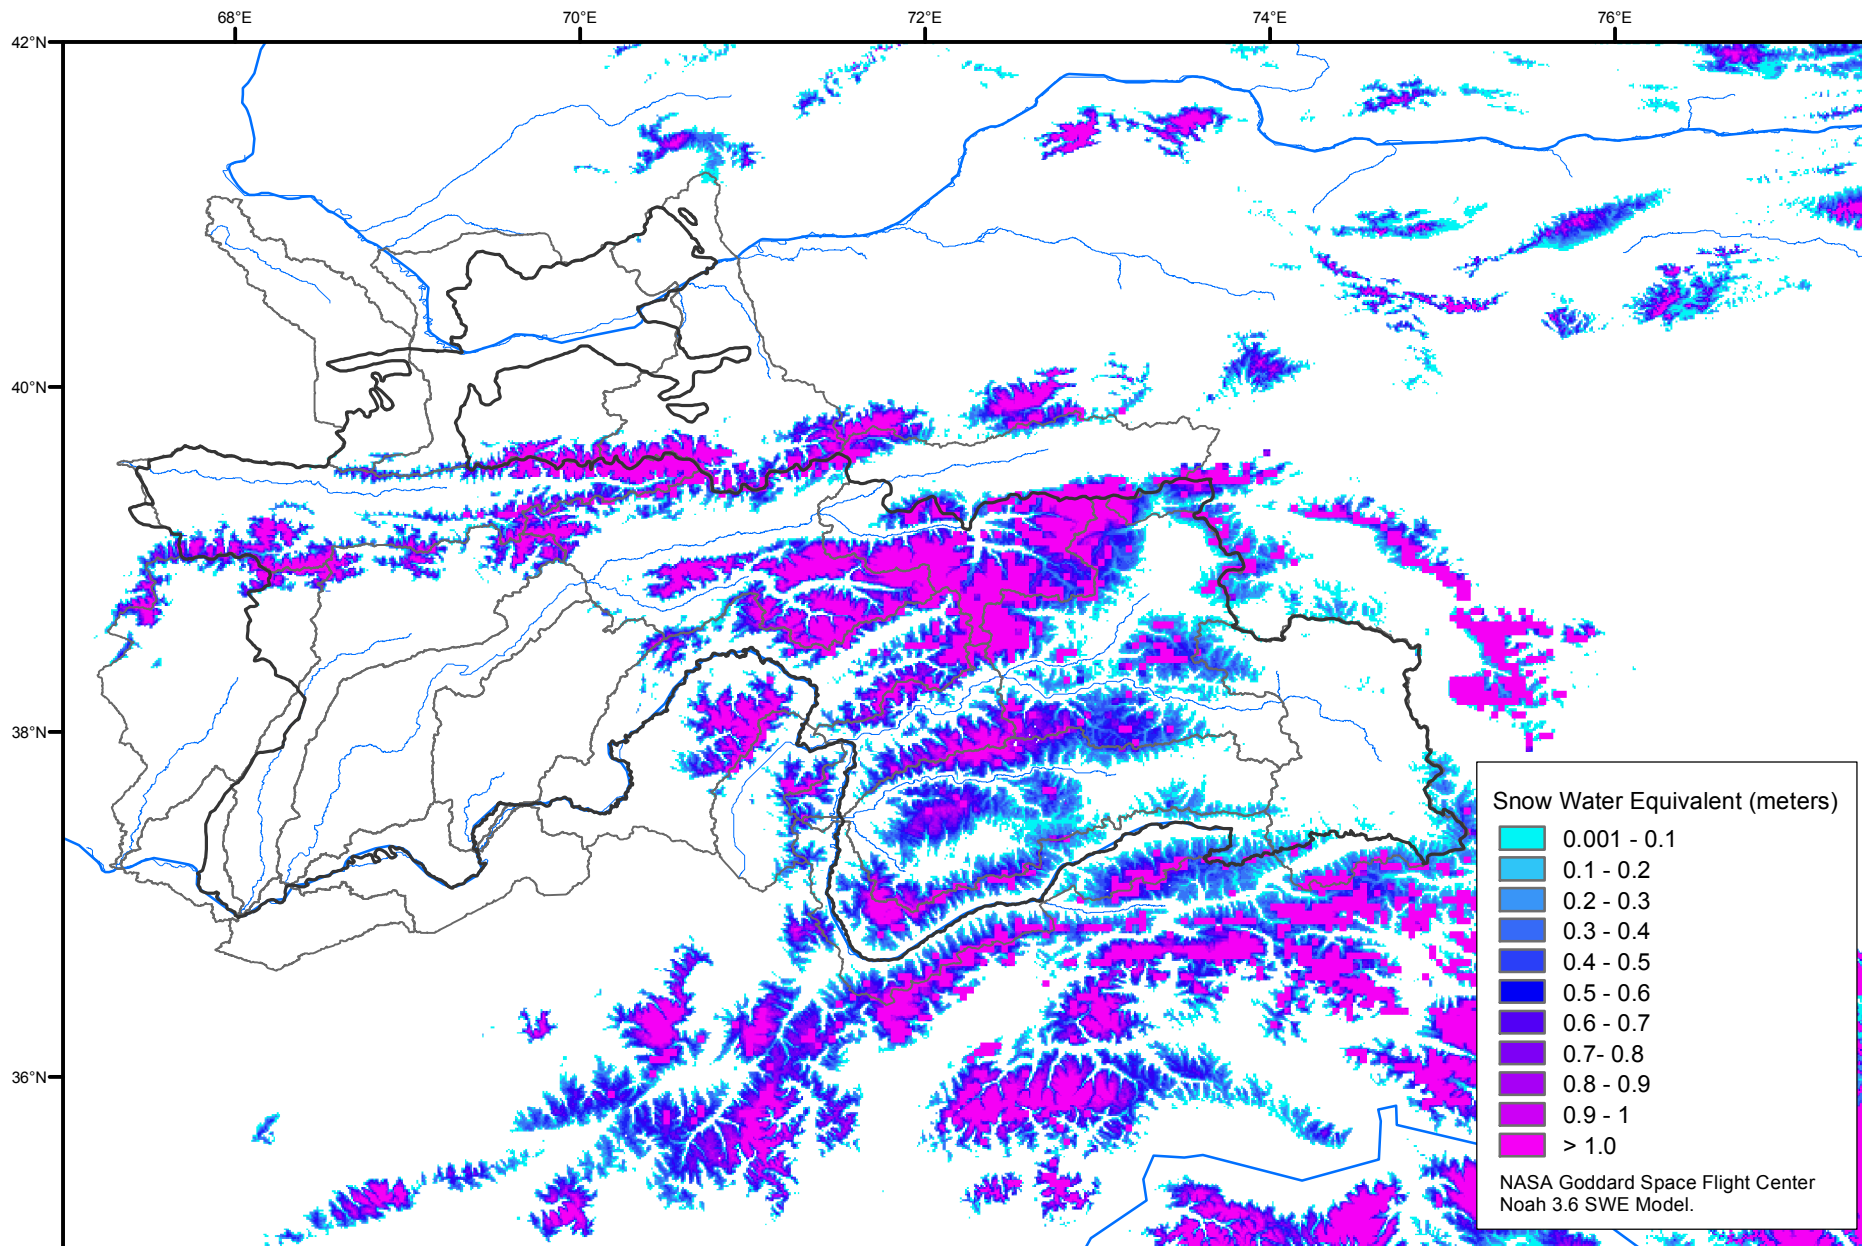 68°E 70°E 72°E 74°E 76°E
42°N
40°N
38°N
36°N
Snow Water Equivalent (meters)
0.001 - 0.1
0.1 - 0.2
0.2 - 0.3
0.3 - 0.4
0.4 - 0.5
0.5 - 0.6
0.6 - 0.7
0.7- 0.8
0.8 - 0.9
0.9 - 1
> 1.0
NASA Goddard Space Flight Center
Noah 3.6 SWE Model.